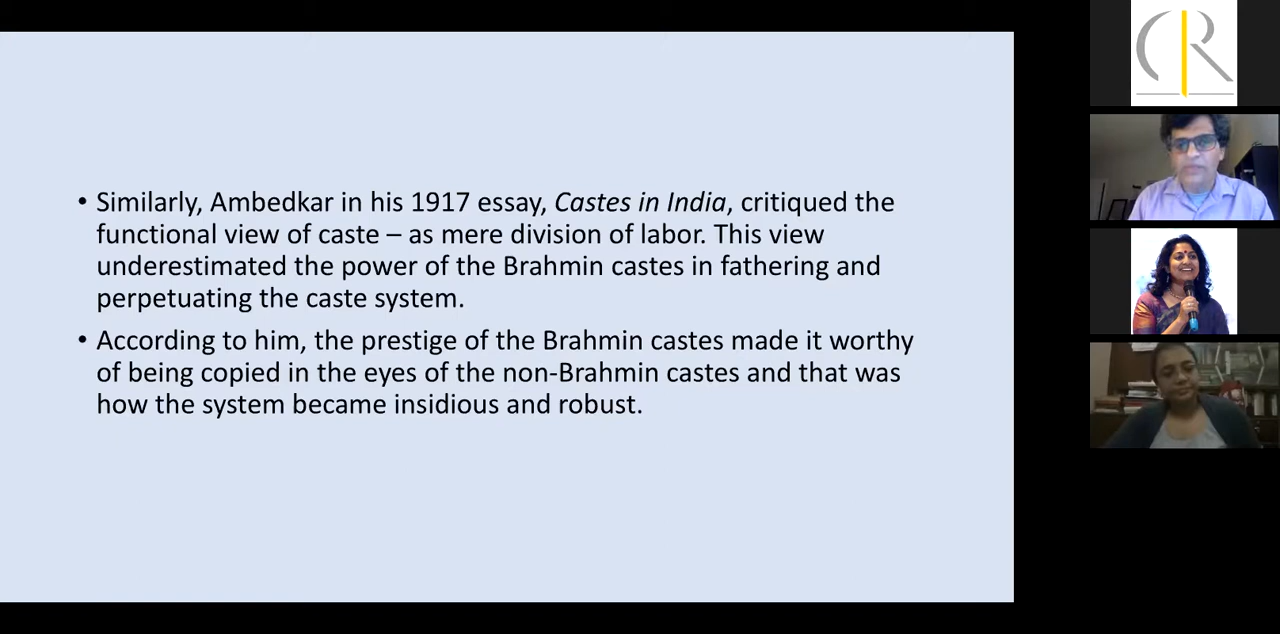 • Similarly, Ambedkar in his 1917 essay, Castes in India, critiqued the
functional view of caste – as mere division of labor. This view
underestimated the power of the Brahmin castes in fathering and
perpetuating the caste system.
• According to him, the prestige of the Brahmin castes made it worthy
of being copied in the eyes of the non-Brahmin castes and that was
how the system became insidious and robust.
CR